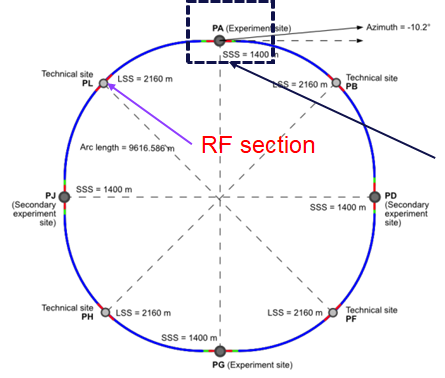 PA (Experiment site)
Azimuth = -10.2°
SSS = 1400 m
Technical site
PL
LSS = 2160 m
LSS = 2160 m
Technical site
PB
Arc length = 9616.586 m
RF section
PJ
(Secondary
experiment
site)
SSS = 1400 m
SSS = 1400 m
PD
(Secondary
experiment
site)
Technical site
PH
LSS = 2160 m
LSS = 2160 m
Technical site
PF
SSS = 1400 m
PG (Experiment site)